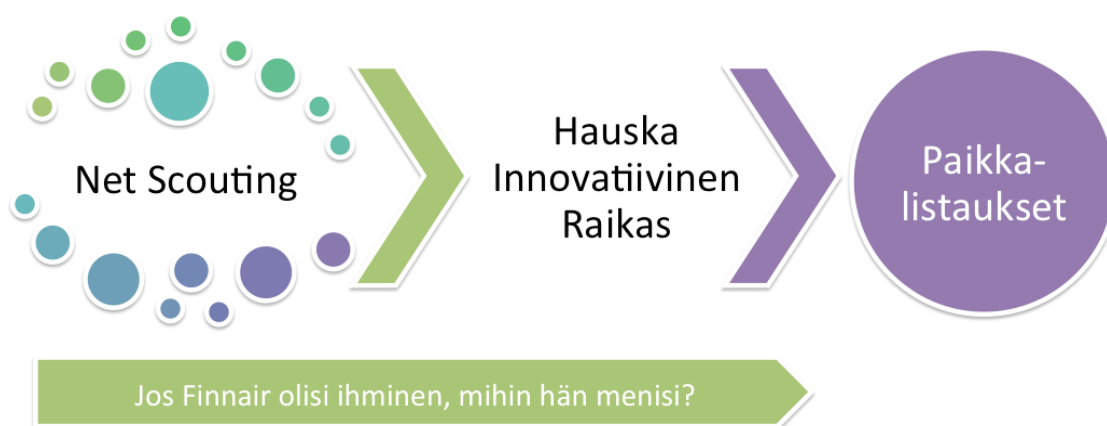 Net Scouting
Hauska
Innovatiivinen
Raikas
Paikka-
listaukset
Jos Finnair olisi ihminen, mihin hän menisi?